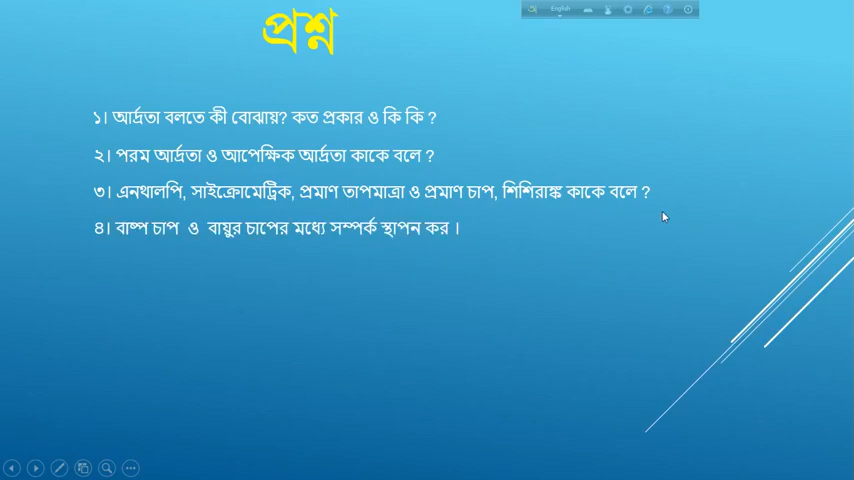 English
প্রশ্ন
১। আর্দ্রতা বলতে কী বোঝায়? কত প্রকার ও কি কি ?
২। পরম আর্দ্রতা ও আপেক্ষিক আর্দ্রতা কাকে বলে ?
৩। এনথালপি, সাইক্রোমেট্রিক, প্রমাণ তাপমাত্রা ও প্রমাণ চাপ, শিশিরাঙ্ক কাকে বলে ?
৪। বাষ্প চাপ ও বায়ুর চাপের মধ্যে সম্পর্ক স্থাপন কর ।